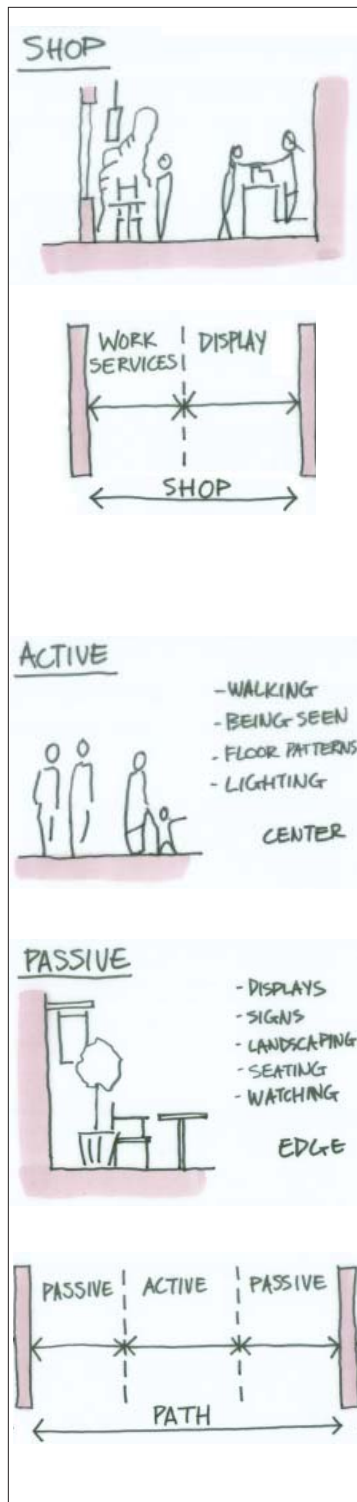 SHOP
WORK SERVICES
DISPLAY
SHOP
ACTIVE
- WALKING
- BEING SEEN
- FLOOR PATTERNS
- LIGHTING
CENTER
PASSIVE
- DISPLAYS
- SIGNS
- LANDSCAPING
- SEATING
- WATCHING
EDGE
PASSIVE ACTIVE PASSIVE
PATH